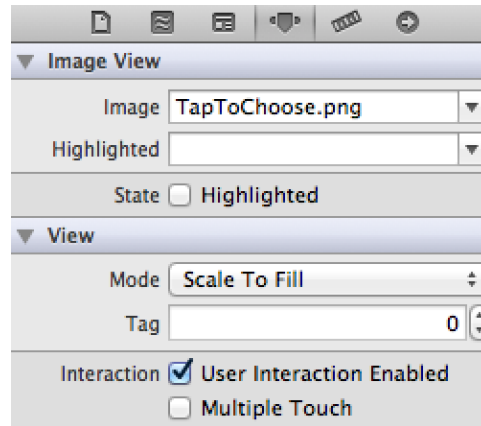 Image View
Image TapToChoose.png
Highlighted
State Highlighted
View
Mode Scale To Fill
Tag 0
Interaction User Interaction Enabled
Multiple Touch